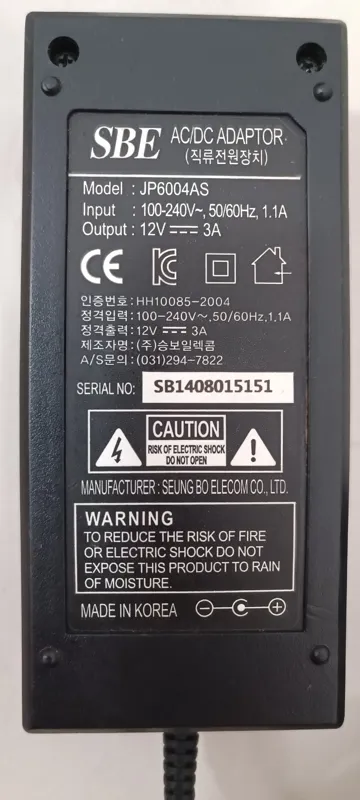 SBE AC/DC ADAPTOR
(직류전원장치)
Model : JP6004AS
Input : 100-240V~, 50/60Hz, 1.1A
Output : 12V ⎓ 3A
CE
인증번호 : HH10085-2004
정격입력 : 100-240V~, 50/60Hz, 1.1A
정격출력 : 12V ⎓ 3A
제조자명 : (주)승보일렉콤
A/S문의 : (031)294-7822
SERIAL NO: SB1408015151
CAUTION
RISK OF ELECTRIC SHOCK
DO NOT OPEN
MANUFACTURER : SEUNG BO ELECOM CO., LTD.
WARNING
TO REDUCE THE RISK OF FIRE
OR ELECTRIC SHOCK DO NOT
EXPOSE THIS PRODUCT TO RAIN
OF MOISTURE.
MADE IN KOREA